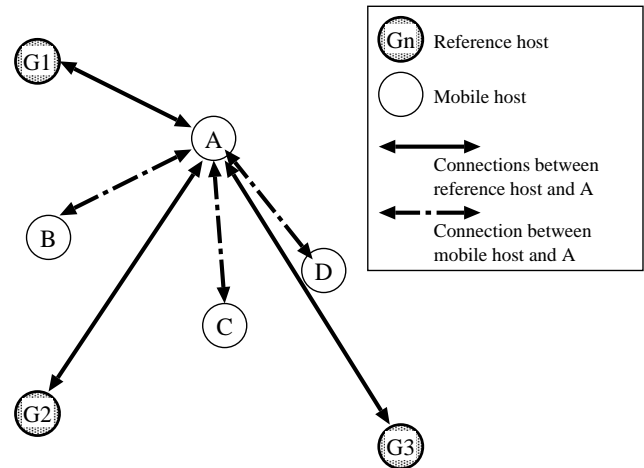 G1
A
B
D
C
G2
G3
Gn
Reference host
Mobile host
Connections between
reference host and A
Connection between
mobile host and A